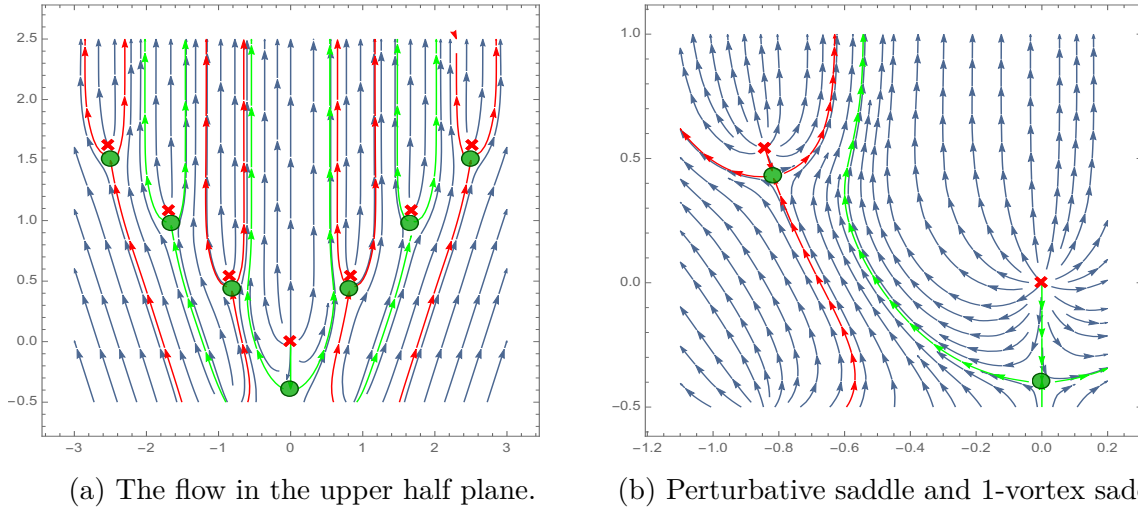 2.5
2.0
1.5
1.0
0.5
0.0
−0.5
−3 −2 −1 0 1 2 3
1.0
0.5
0.0
−0.5
−1.2 −1.0 −0.8 −0.6 −0.4 −0.2 0.0 0.2
(a) The flow in the upper half plane.
(b) Perturbative saddle and 1-vortex sadd